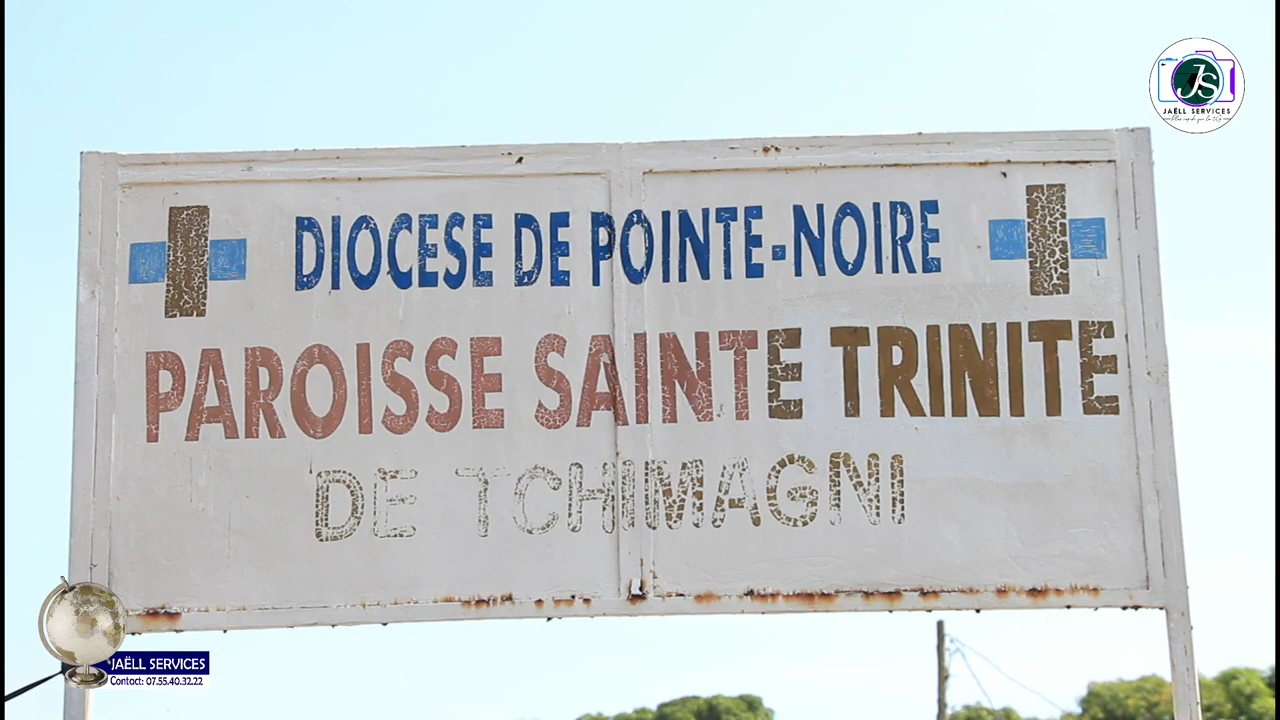 JS
JAËLL SERVICES
DIOCESE DE POINTE-NOIRE
PAROISSE SAINTE TRINITE
DE TCHIMAGNI
JAËLL SERVICES
Contact: 07.55.40.32.22